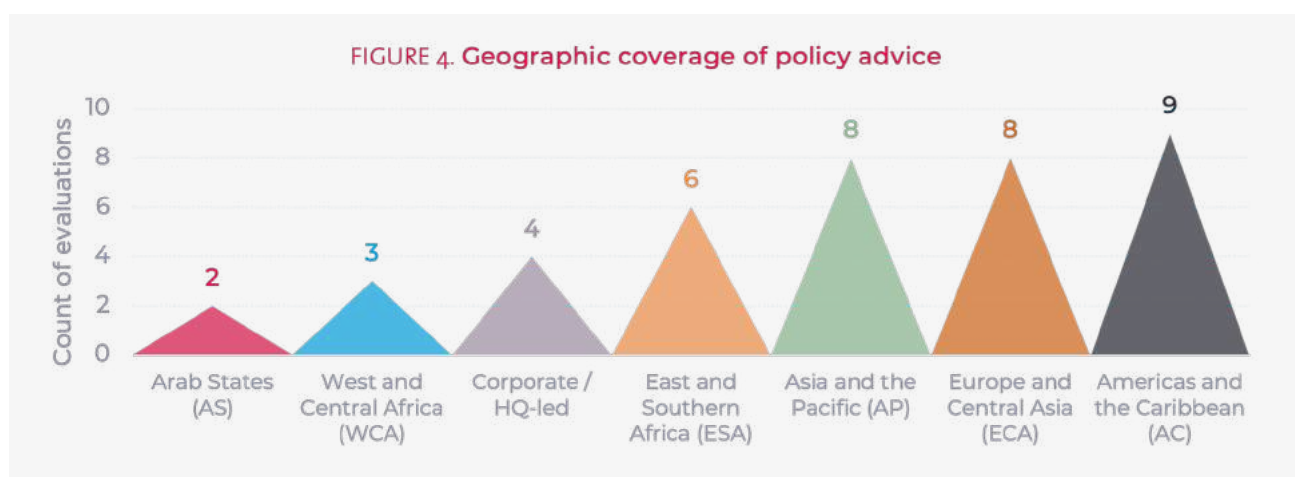 FIGURE 4. Geographic coverage of policy advice
Count of evaluations
10
8
6
4
2
0
2
3
4
6
8
8
9
Arab States
(AS)
West and
Central Africa
(WCA)
Corporate /
HQ-led
East and
Southern
Africa (ESA)
Asia and the
Pacific (AP)
Europe and
Central Asia
(ECA)
Americas and
the Caribbean
(AC)